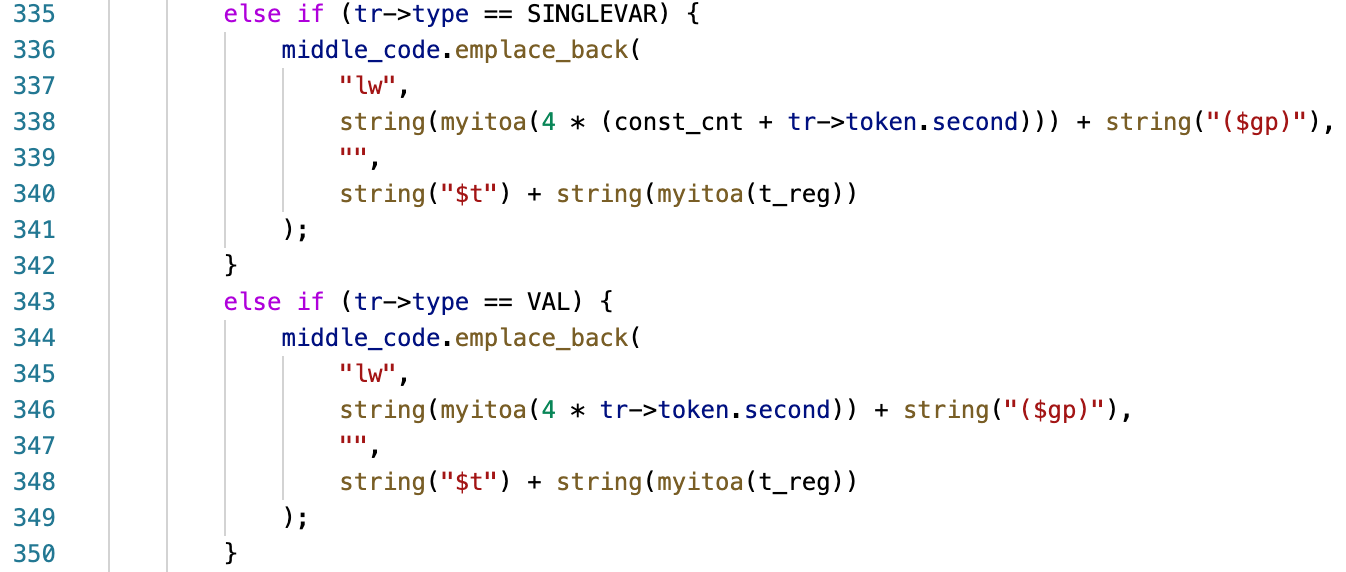 335 else if (tr->type == SINGLEVAR) {
336 middle_code.emplace_back(
337 "lw",
338 string(myitoa(4 * (const_cnt + tr->token.second))) + string("($gp)"),
339 "",
340 string("$t") + string(myitoa(t_reg))
341 );
342 }
343 else if (tr->type == VAL) {
344 middle_code.emplace_back(
345 "lw",
346 string(myitoa(4 * tr->token.second)) + string("($gp)"),
347 "",
348 string("$t") + string(myitoa(t_reg))
349 );
350 }